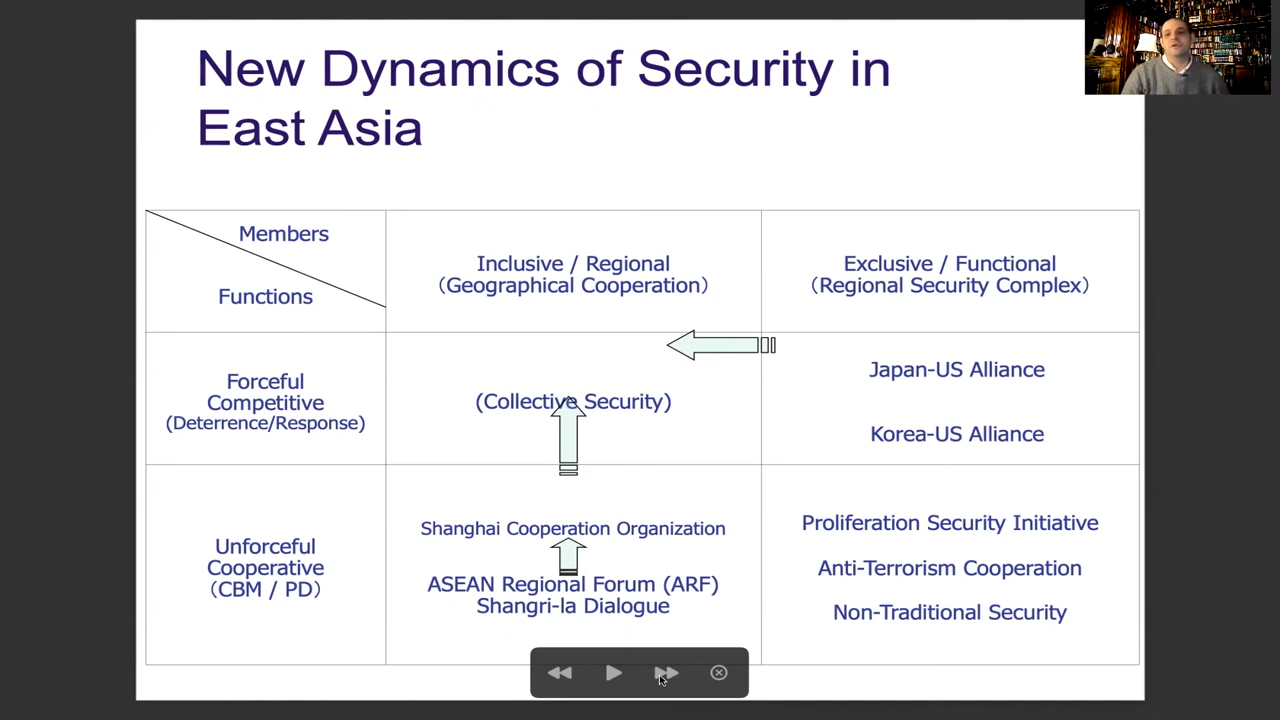 New Dynamics of Security in
East Asia
Members
Functions
Inclusive / Regional
（Geographical Cooperation）
Exclusive / Functional
（Regional Security Complex）
Forceful
Competitive
(Deterrence/Response)
(Collective Security)
Japan-US Alliance
Korea-US Alliance
Unforceful
Cooperative
（CBM / PD）
Shanghai Cooperation Organization
ASEAN Regional Forum (ARF)
Shangri-la Dialogue
Proliferation Security Initiative
Anti-Terrorism Cooperation
Non-Traditional Security